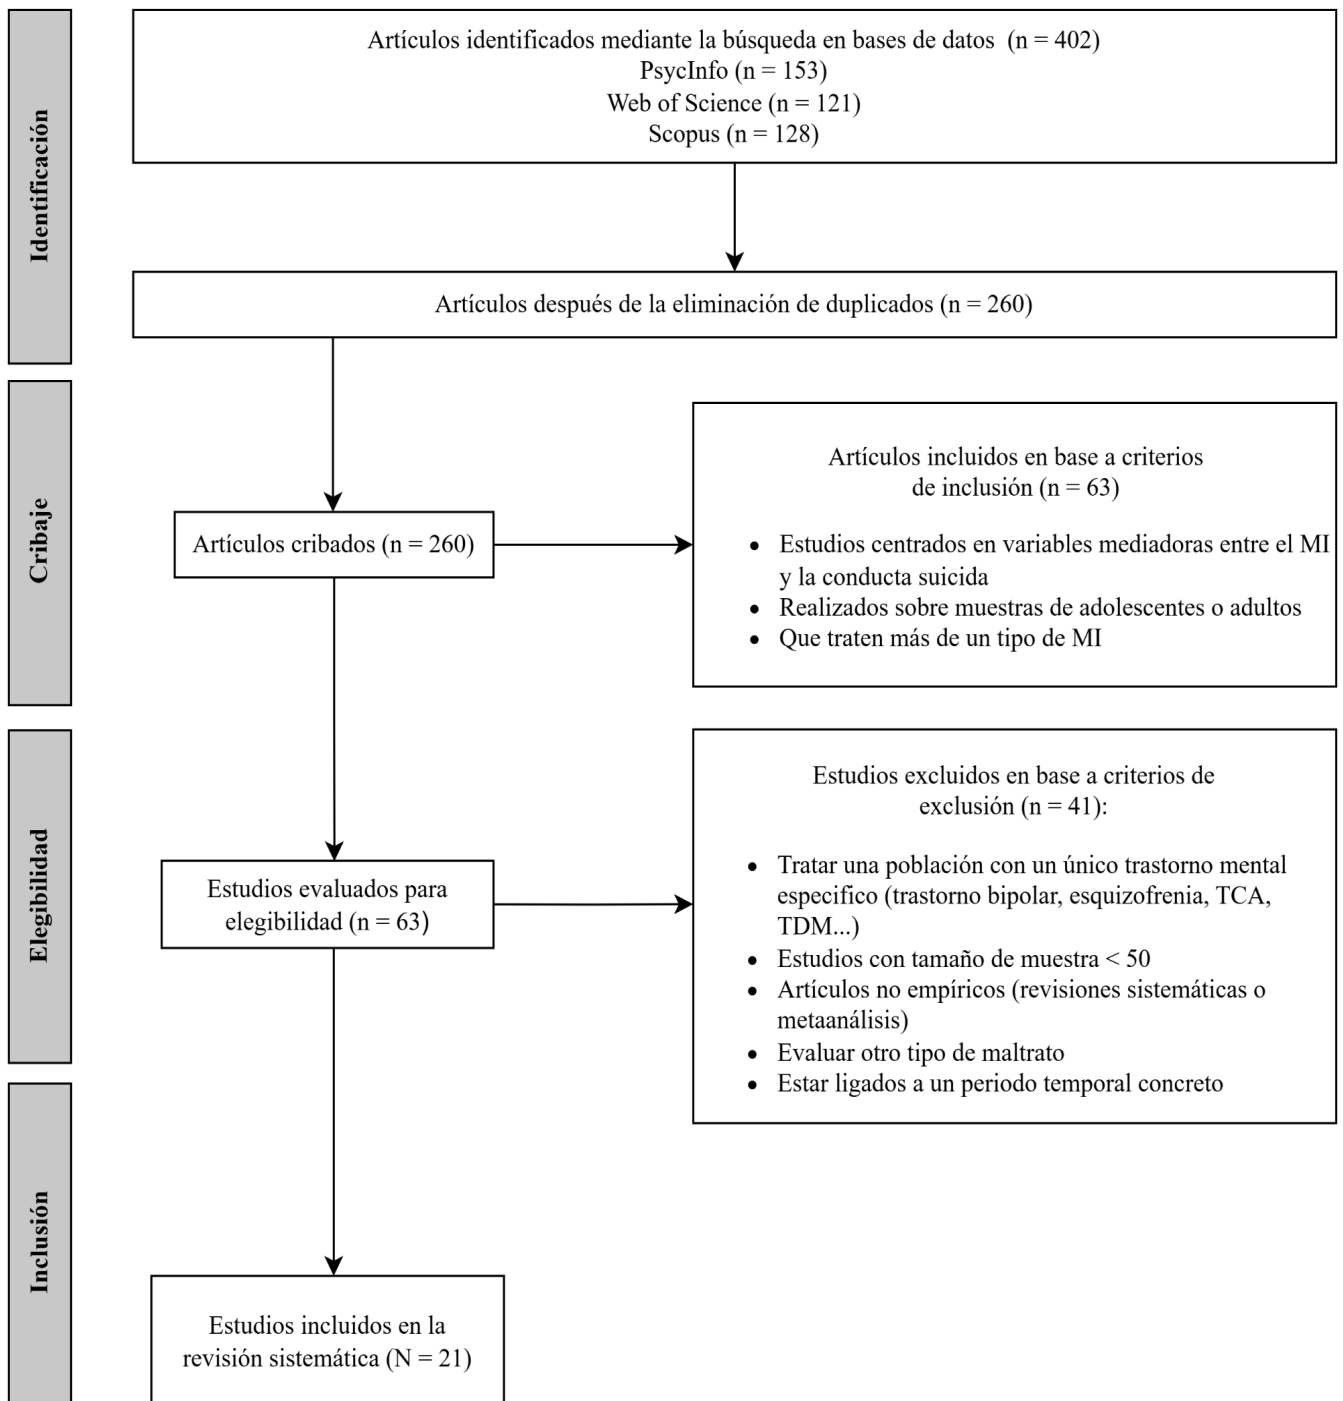 Identificación
Artículos identificados mediante la búsqueda en bases de datos (n = 402)
PsycInfo (n = 153)
Web of Science (n = 121)
Scopus (n = 128)
Artículos después de la eliminación de duplicados (n = 260)
Cribaje
Artículos cribados (n = 260)
Artículos incluidos en base a criterios
de inclusión (n = 63)
• Estudios centrados en variables mediadoras entre el MI
y la conducta suicida
• Realizados sobre muestras de adolescentes o adultos
• Que traten más de un tipo de MI
Elegibilidad
Estudios evaluados para
elegibilidad (n = 63)
Estudios excluidos en base a criterios de
exclusión (n = 41):
• Tratar una población con un único trastorno mental
especifico (trastorno bipolar, esquizofrenia, TCA,
TDM...)
• Estudios con tamaño de muestra < 50
• Artículos no empíricos (revisiones sistemáticas o
metaanálisis)
• Evaluar otro tipo de maltrato
• Estar ligados a un periodo temporal concreto
Inclusión
Estudios incluidos en la
revisión sistemática (N = 21)